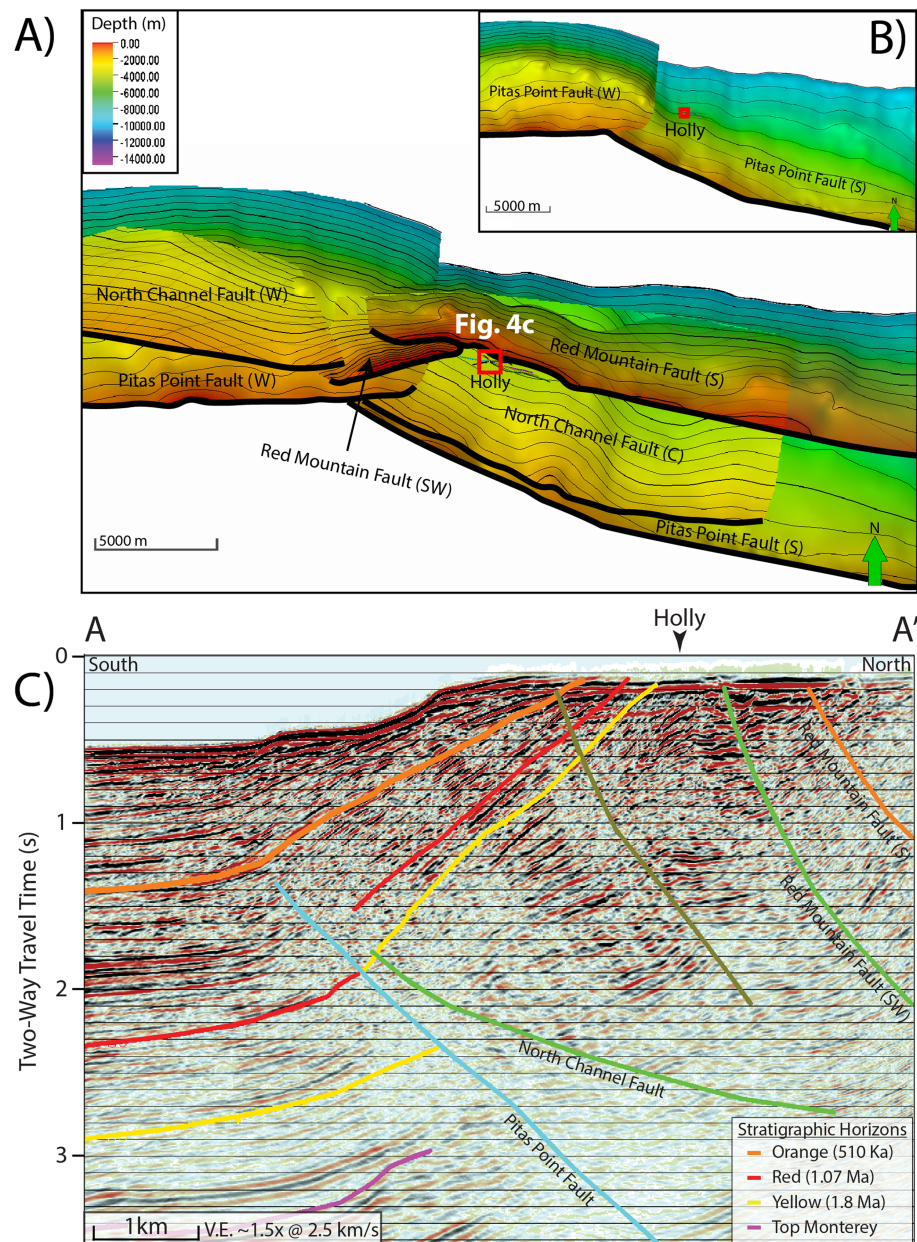 A)
Depth (m)
0.00
-2000.00
-4000.00
-6000.00
-8000.00
-10000.00
-12000.00
-14000.00
B)
Pitas Point Fault (W)
Holly
Pitas Point Fault (S)
5000 m
N
North Channel Fault (W)
Fig. 4c
Red Mountain Fault (S)
Pitas Point Fault (W)
Holly
North Channel Fault (C)
Red Mountain Fault (SW)
Pitas Point Fault (S)
5000 m
N
C)
A
Holly
A'
South
North
0
1
2
3
Two-Way Travel Time (s)
Red Mountain Fault (S)
Red Mountain Fault (SW)
North Channel Fault
Pitas Point Fault
Stratigraphic Horizons
Orange (510 Ka)
Red (1.07 Ma)
Yellow (1.8 Ma)
Top Monterey
1km
V.E. ~1.5x @ 2.5 km/s